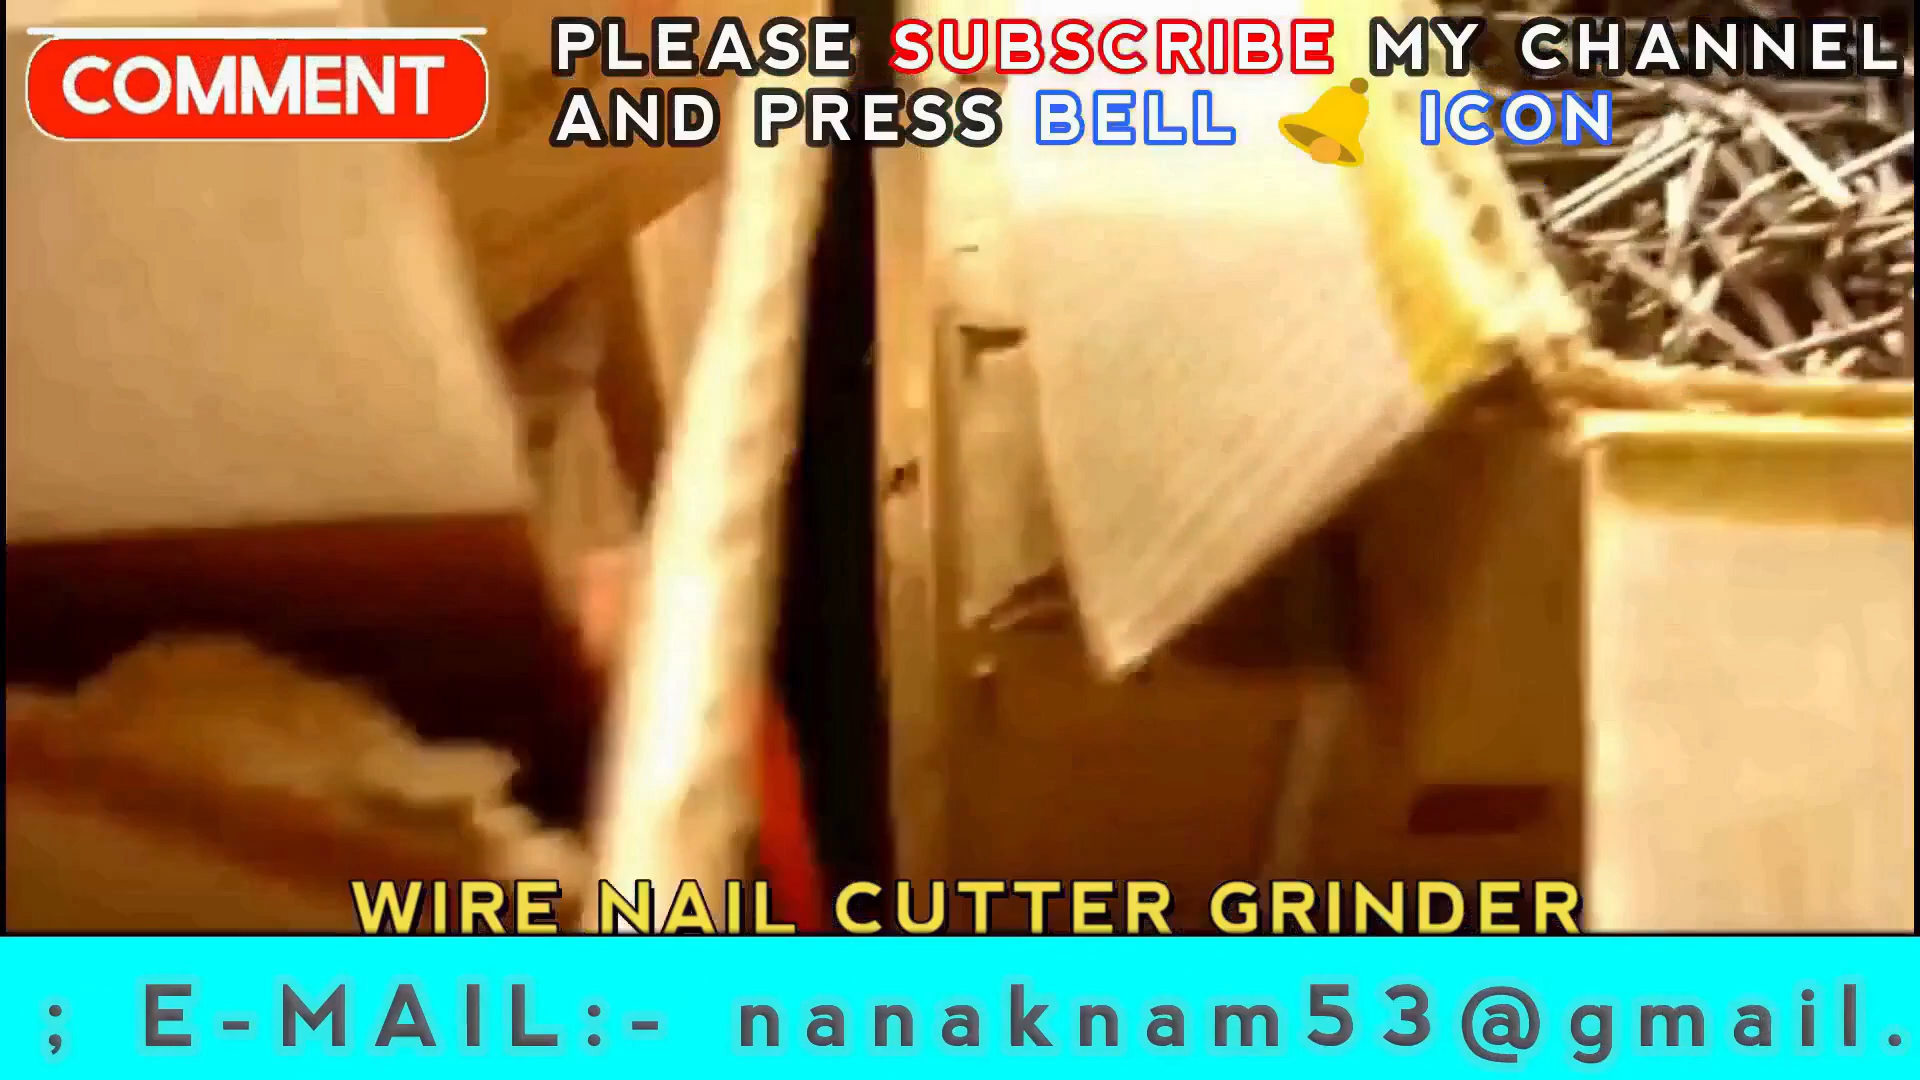 COMMENT
PLEASE SUBSCRIBE MY CHANNEL
AND PRESS BELL 🔔 ICON
WIRE NAIL CUTTER GRINDER
; E-MAIL:- nanaknam53@gmail.